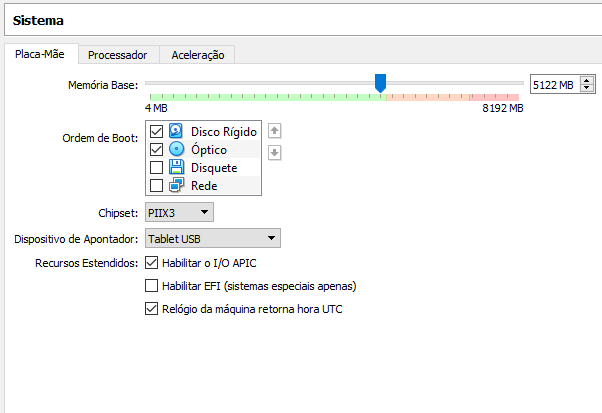 Sistema
Placa-Mãe Processador Aceleração
Memória Base: 5122 MB
4 MB 8192 MB
Ordem de Boot: Disco Rígido
Óptico
Disquete
Rede
Chipset: PIIX3
Dispositivo de Apontador: Tablet USB
Recursos Estendidos: Habilitar o I/O APIC
Habilitar EFI (sistemas especiais apenas)
Relógio da máquina retorna hora UTC